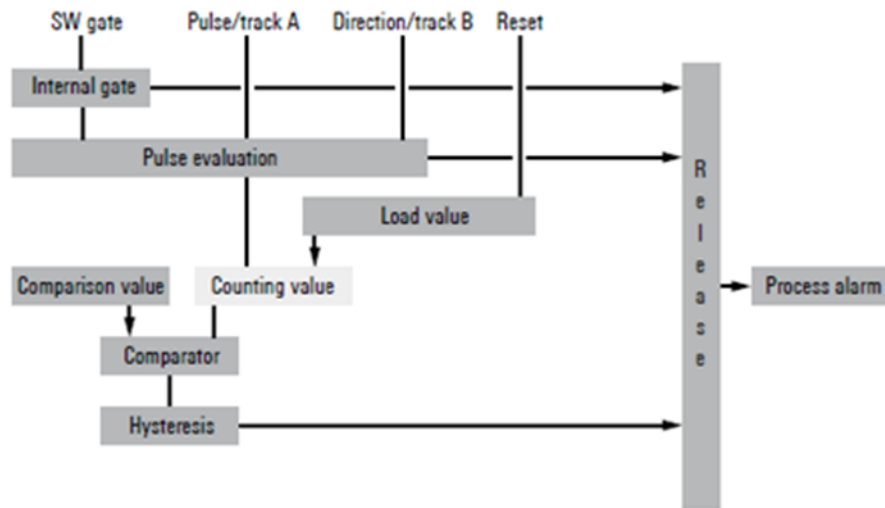 SW gate Pulse/track A Direction/track B Reset
Internal gate
Pulse evaluation
Load value
Comparison value Counting value
Comparator
Hysteresis
Release
Process alarm